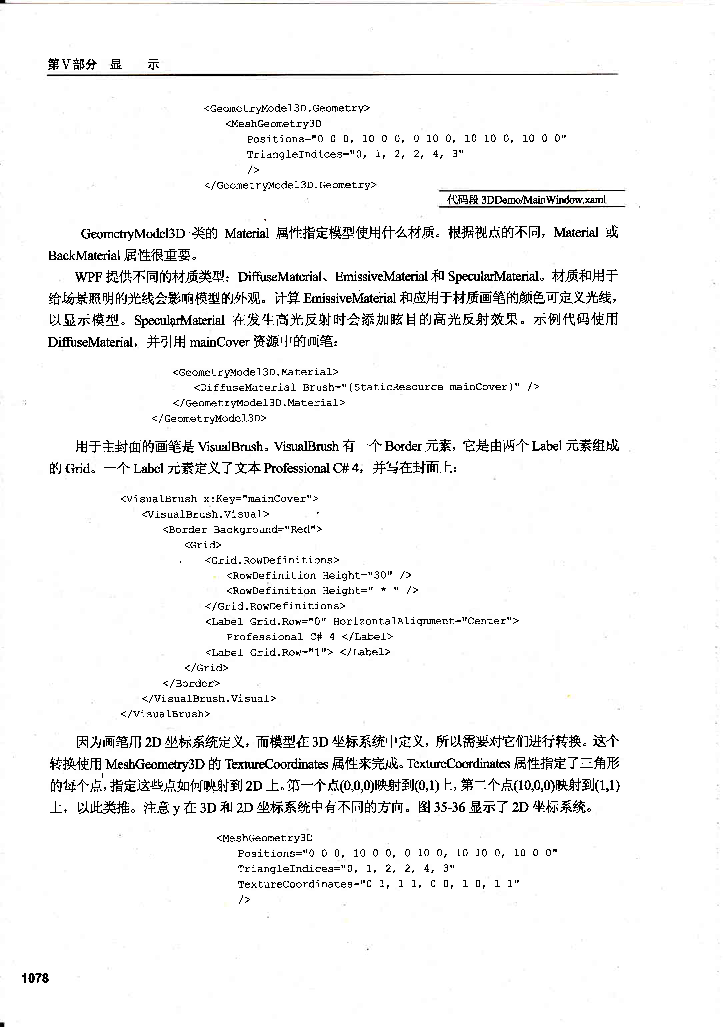 第V部分 显 示
<GeometryModel3D.Geometry>
<MeshGeometry3D
Positions="0 0 0, 10 0 0, 0 10 0, 10 10 0, 10 0 0"
TriangleIndices="0, 1, 2, 2, 4, 3"
/>
</GeometryModel3D.Geometry>
代码段 3DDemo/MainWindow.xaml
GeometryModel3D 类的 Material 属性指定模型使用什么材质。根据视点的不同，Material 或
BackMaterial 属性很重要。
WPF 提供不同的材质类型：DiffuseMaterial、EmissiveMaterial 和 SpecularMaterial。材质和用于
给场景照明的光线会影响模型的外观。计算 EmissiveMaterial 和应用于材质画笔的颜色可定义光线，
以显示模型。SpecularMaterial 在发生高光反射时会添加眩目的高光反射效果。示例代码使用
DiffuseMaterial，并引用 mainCover 资源中的画笔：
<GeometryModel3D.Material>
<DiffuseMaterial Brush="{StaticResource mainCover}" />
</GeometryModel3D.Material>
</GeometryModel3D>
用于主封面的画笔是 VisualBrush。VisualBrush 有一个 Border 元素，它是由两个 Label 元素组成
的 Grid。一个 Label 元素定义了文本 Professional C# 4，并写在封面上：
<VisualBrush x:Key="mainCover">
<VisualBrush.Visual>
<Border Background="Red">
<Grid>
<Grid.RowDefinitions>
<RowDefinition Height="30" />
<RowDefinition Height=" * " />
</Grid.RowDefinitions>
<Label Grid.Row="0" HorizontalAlignment="Center">
Professional C# 4 </Label>
<Label Grid.Row="1"> </Label>
</Grid>
</Border>
</VisualBrush.Visual>
</VisualBrush>
因为画笔用 2D 坐标系统定义，而模型在 3D 坐标系统中定义，所以需要对它们进行转换。这个
转换使用 MeshGeometry3D 的 TextureCoordinates 属性来完成。TextureCoordinates 属性指定了三角形
的每个点，指定这些点如何映射到 2D 上。第一个点(0,0,0)映射到(0,1)上，第二个点(10,0,0)映射到(1,1)
上，以此类推。注意 y 在 3D 和 2D 坐标系统中有不同的方向。图 35-36 显示了 2D 坐标系统。
<MeshGeometry3D
Positions="0 0 0, 10 0 0, 0 10 0, 10 10 0, 10 0 0"
TriangleIndices="0, 1, 2, 2, 4, 3"
TextureCoordinates="0 1, 1 1, 0 0, 1 0, 1 1"
/>
1078